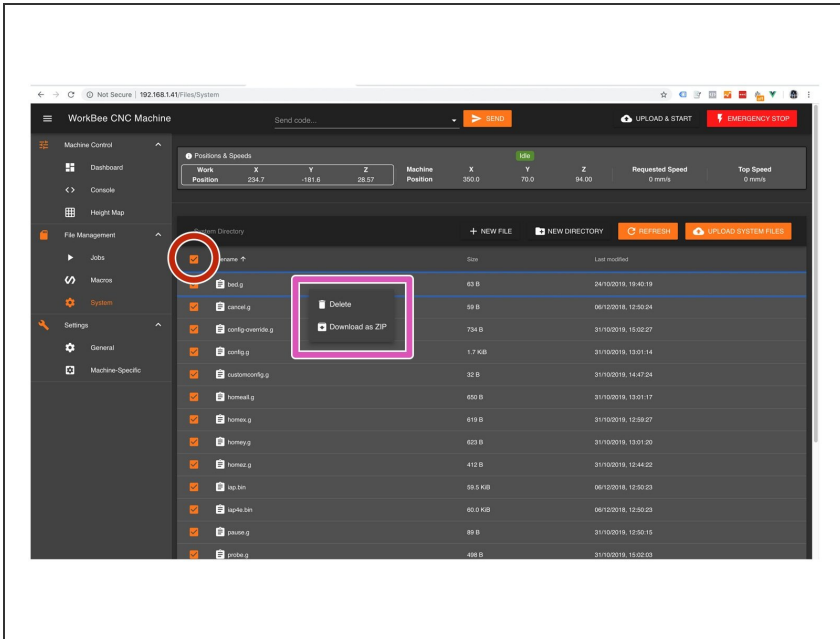 Not Secure | 192.168.1.41/Files/System
WorkBee CNC Machine
Send code...
SEND
UPLOAD & START
EMERGENCY STOP
Machine Control
Dashboard
Console
Height Map
File Management
Jobs
Macros
System
Settings
General
Machine-Specific
Positions & Speeds
Idle
Work X Y Z Machine X Y Z Requested Speed Top Speed
Position 234.7 -181.6 28.57 Position 350.0 70.0 94.00 0 mm/s 0 mm/s
System Directory
NEW FILE
NEW DIRECTORY
REFRESH
UPLOAD SYSTEM FILES
Size Last modified
bed.g 63 B 24/10/2019, 19:40:19
cancel.g 59 B 06/12/2018, 12:50:24
config-override.g 734 B 31/10/2019, 15:02:27
config.g 1.7 KiB 31/10/2019, 13:01:14
customconfig.g 32 B 31/10/2019, 14:47:24
homeall.g 650 B 31/10/2019, 13:01:17
homex.g 619 B 31/10/2019, 12:59:27
homey.g 623 B 31/10/2019, 13:01:20
homez.g 412 B 31/10/2019, 12:44:22
iap.bin 59.5 KiB 06/12/2018, 12:50:23
iap4e.bin 60.0 KiB 06/12/2018, 12:50:23
pause.g 89 B 31/10/2019, 12:50:15
probe.g 498 B 31/10/2019, 15:02:03
Delete
Download as ZIP